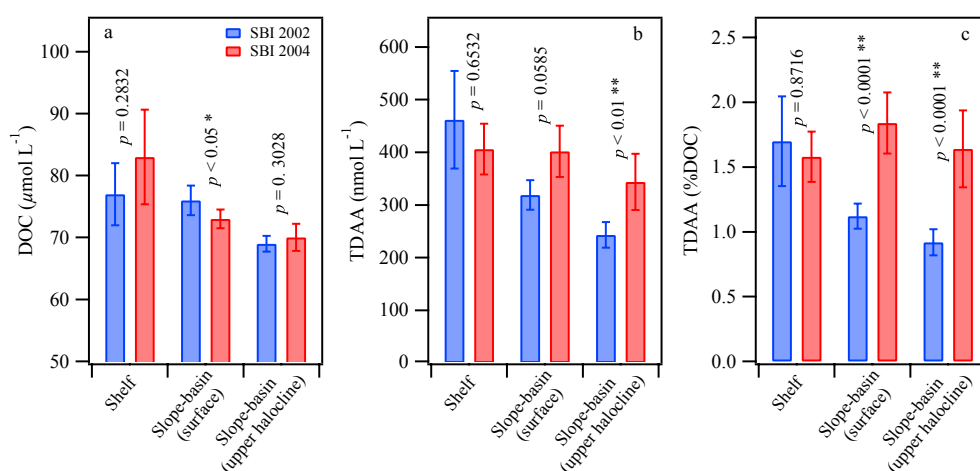 a
SBI 2002
SBI 2004
DOC (µmol L⁻¹)
100
90
80
70
60
50
p = 0.2832
p < 0.05 *
p = 0. 3028
Shelf
Slope-basin
(surface)
Slope-basin
(upper halocline)
b
TDAA (nmol L⁻¹)
600
500
400
300
200
100
0
p = 0.6532
p = 0.0585
p < 0.01 **
Shelf
Slope-basin
(surface)
Slope-basin
(upper halocline)
c
TDAA (%DOC)
2.5
2.0
1.5
1.0
0.5
0.0
p = 0.8716
p < 0.0001 **
p < 0.0001 **
Shelf
Slope-basin
(surface)
Slope-basin
(upper halocline)